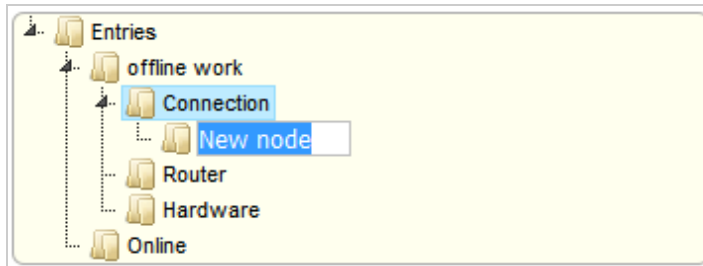 Entries
offline work
Connection
New node
Router
Hardware
Online